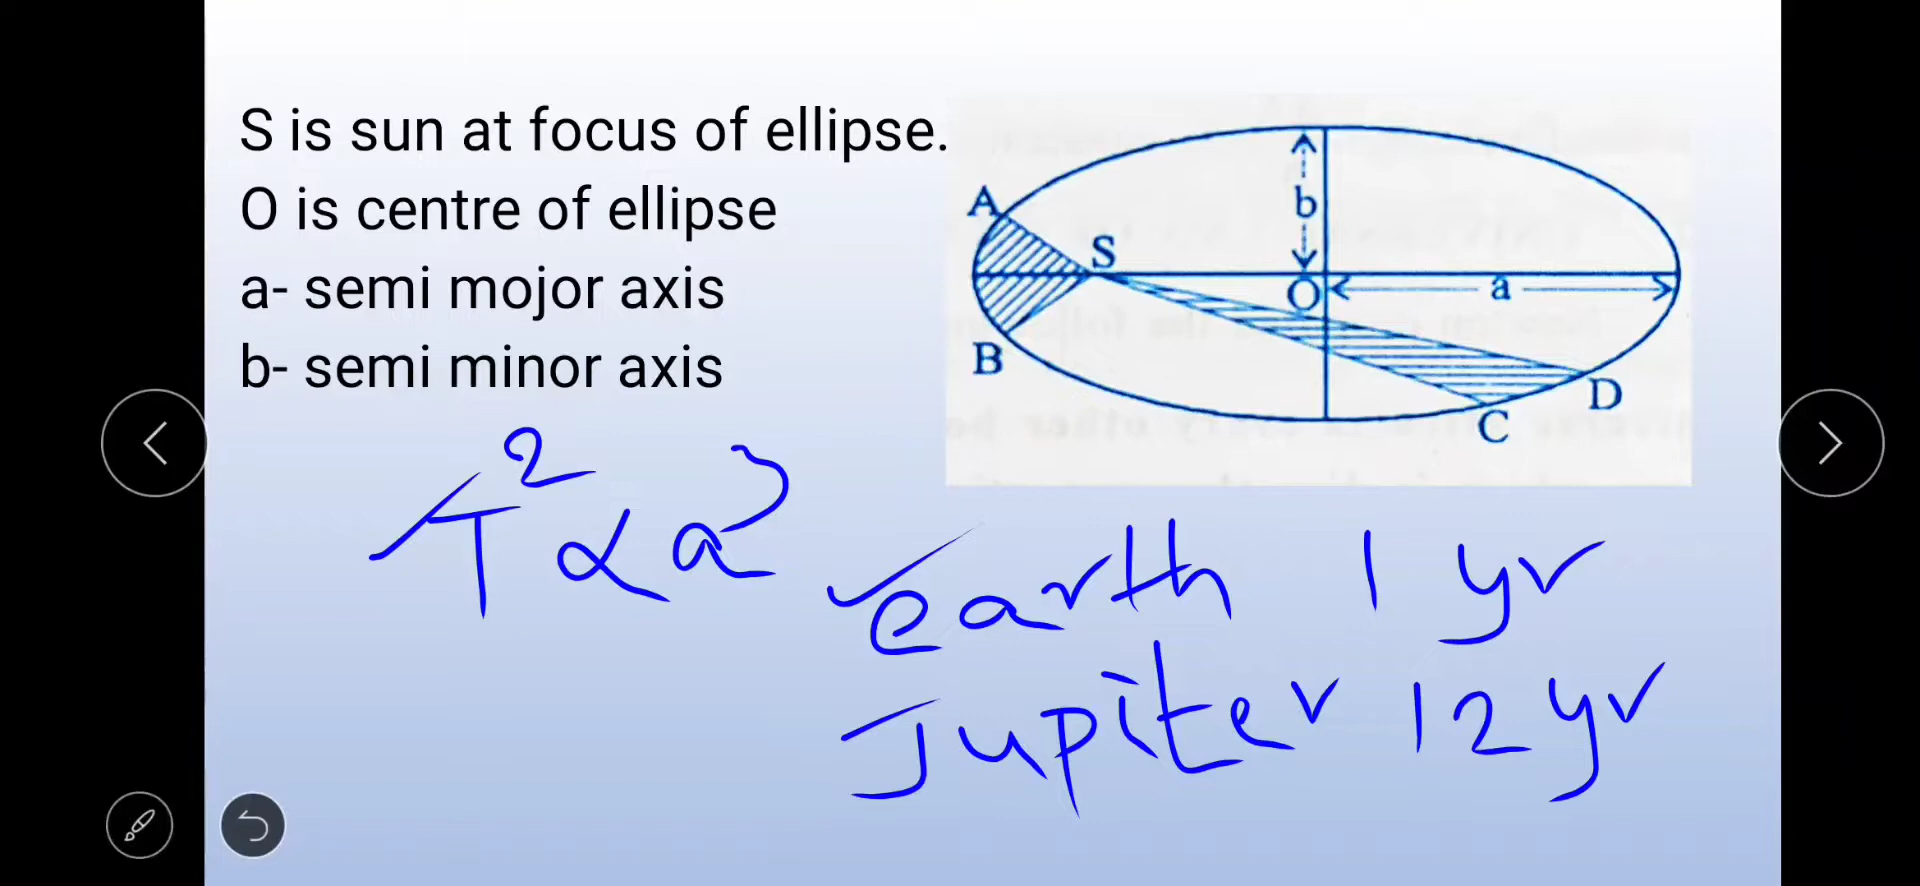 S is sun at focus of ellipse.
O is centre of ellipse
a- semi mojor axis
b- semi minor axis
A
S
b
O
a
B
D
C
T² ∝ a³
earth 1 yr
Jupiter 12 yr